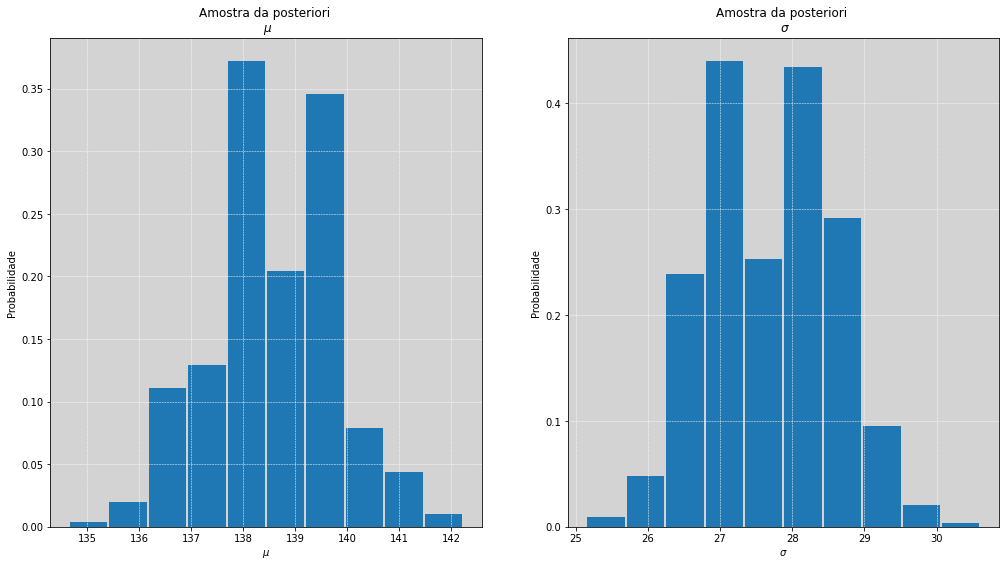 Amostra da posteriori
μ
0.35
0.30
0.25
0.20
0.15
0.10
0.05
0.00
Probabilidade
135 136 137 138 139 140 141 142
μ
Amostra da posteriori
σ
0.4
0.3
0.2
0.1
0.0
Probabilidade
25 26 27 28 29 30
σ